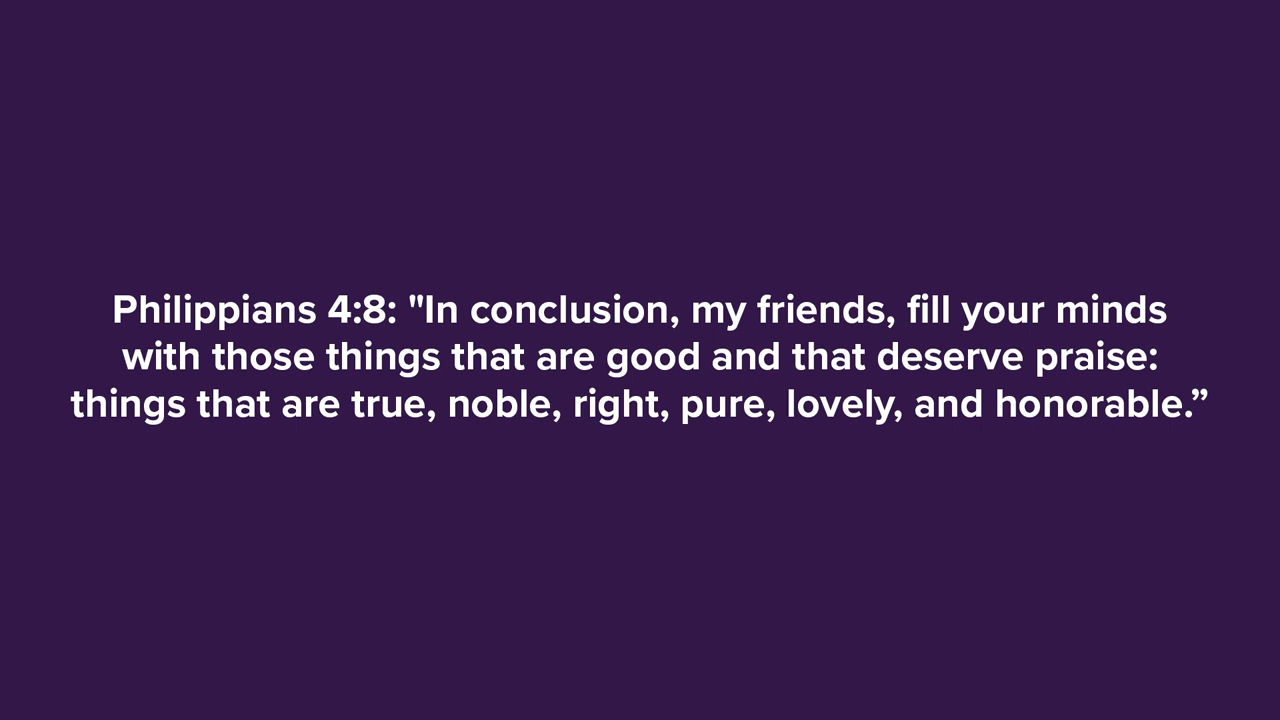 Philippians 4:8: "In conclusion, my friends, fill your minds
with those things that are good and that deserve praise:
things that are true, noble, right, pure, lovely, and honorable.”